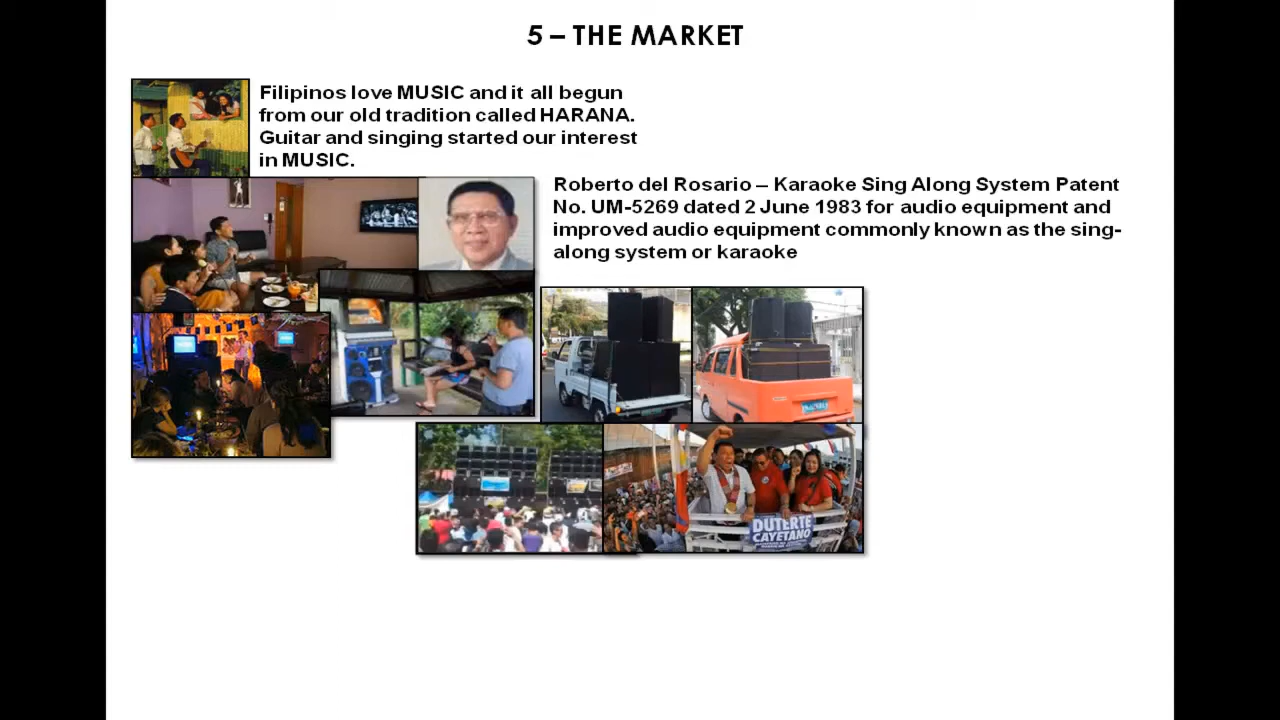 5 – THE MARKET
Filipinos love MUSIC and it all begun
from our old tradition called HARANA.
Guitar and singing started our interest
in MUSIC.
Roberto del Rosario – Karaoke Sing Along System Patent
No. UM-5269 dated 2 June 1983 for audio equipment and
improved audio equipment commonly known as the sing-
along system or karaoke
DUTERTE
CAYETANO